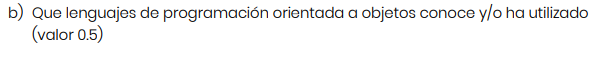 b) Que lenguajes de programación orientada a objetos conoce y/o ha utilizado
(valor 0.5)